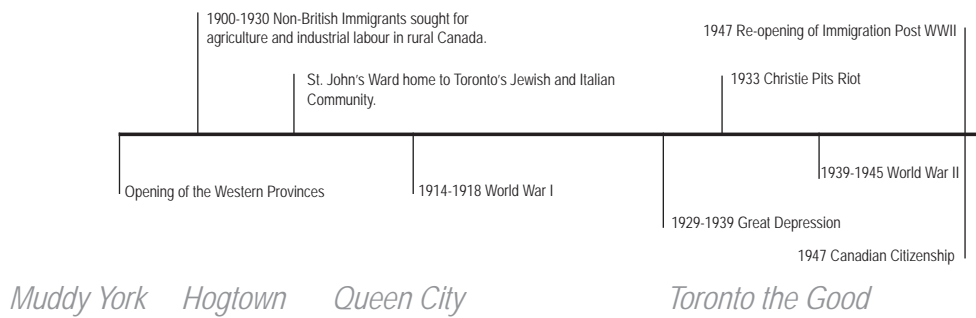 1900-1930 Non-British Immigrants sought for
agriculture and industrial labour in rural Canada.
1947 Re-opening of Immigration Post WWII
St. John's Ward home to Toronto's Jewish and Italian
Community.
1933 Christie Pits Riot
Opening of the Western Provinces
1914-1918 World War I
1939-1945 World War II
1929-1939 Great Depression
1947 Canadian Citizenship
Muddy York Hogtown Queen City Toronto the Good